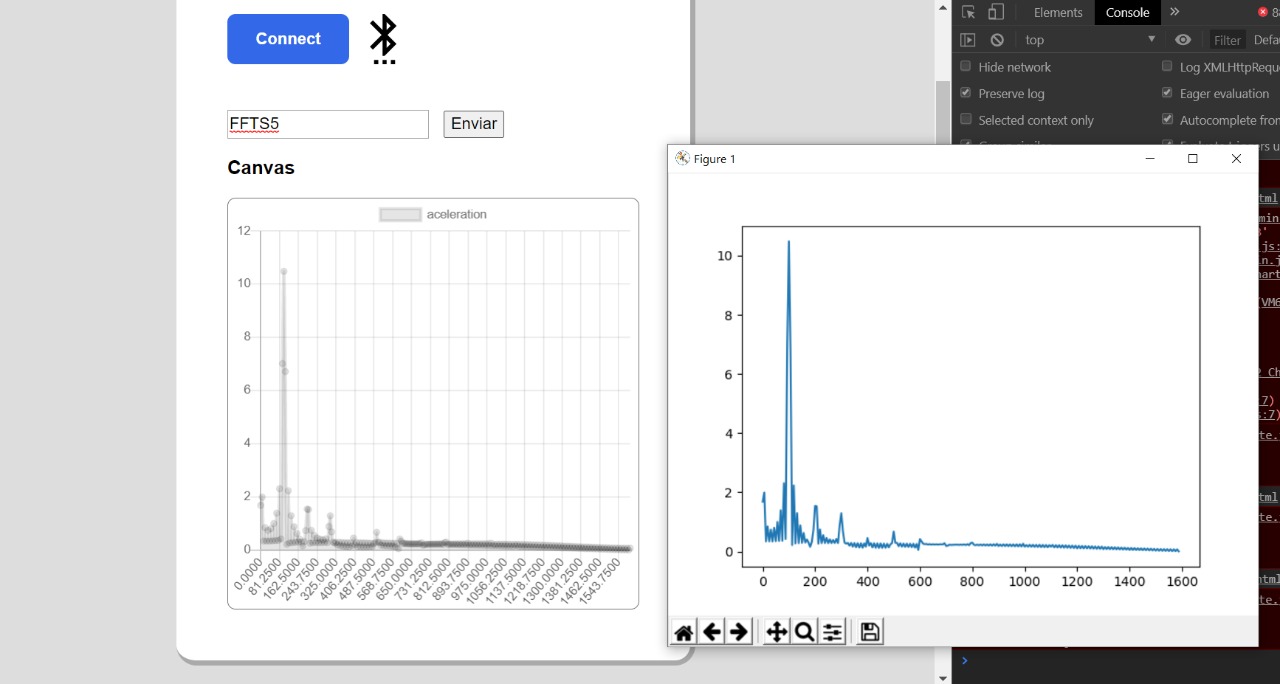 Connect
FFTS5
Enviar
Canvas
aceleration
12
10
8
6
4
2
0
0.0000
81.2500
162.5000
243.7500
325.0000
406.2500
487.5000
568.7500
650.0000
731.2500
812.5000
893.7500
975.0000
1056.2500
1137.5000
1218.7500
1300.0000
1381.2500
1462.5000
1543.7500
Elements Console
top Filter Defa
Hide network Log XMLHttpReque
Preserve log Eager evaluation
Selected context only Autocomplete from
Figure 1
10
8
6
4
2
0
0 200 400 600 800 1000 1200 1400 1600